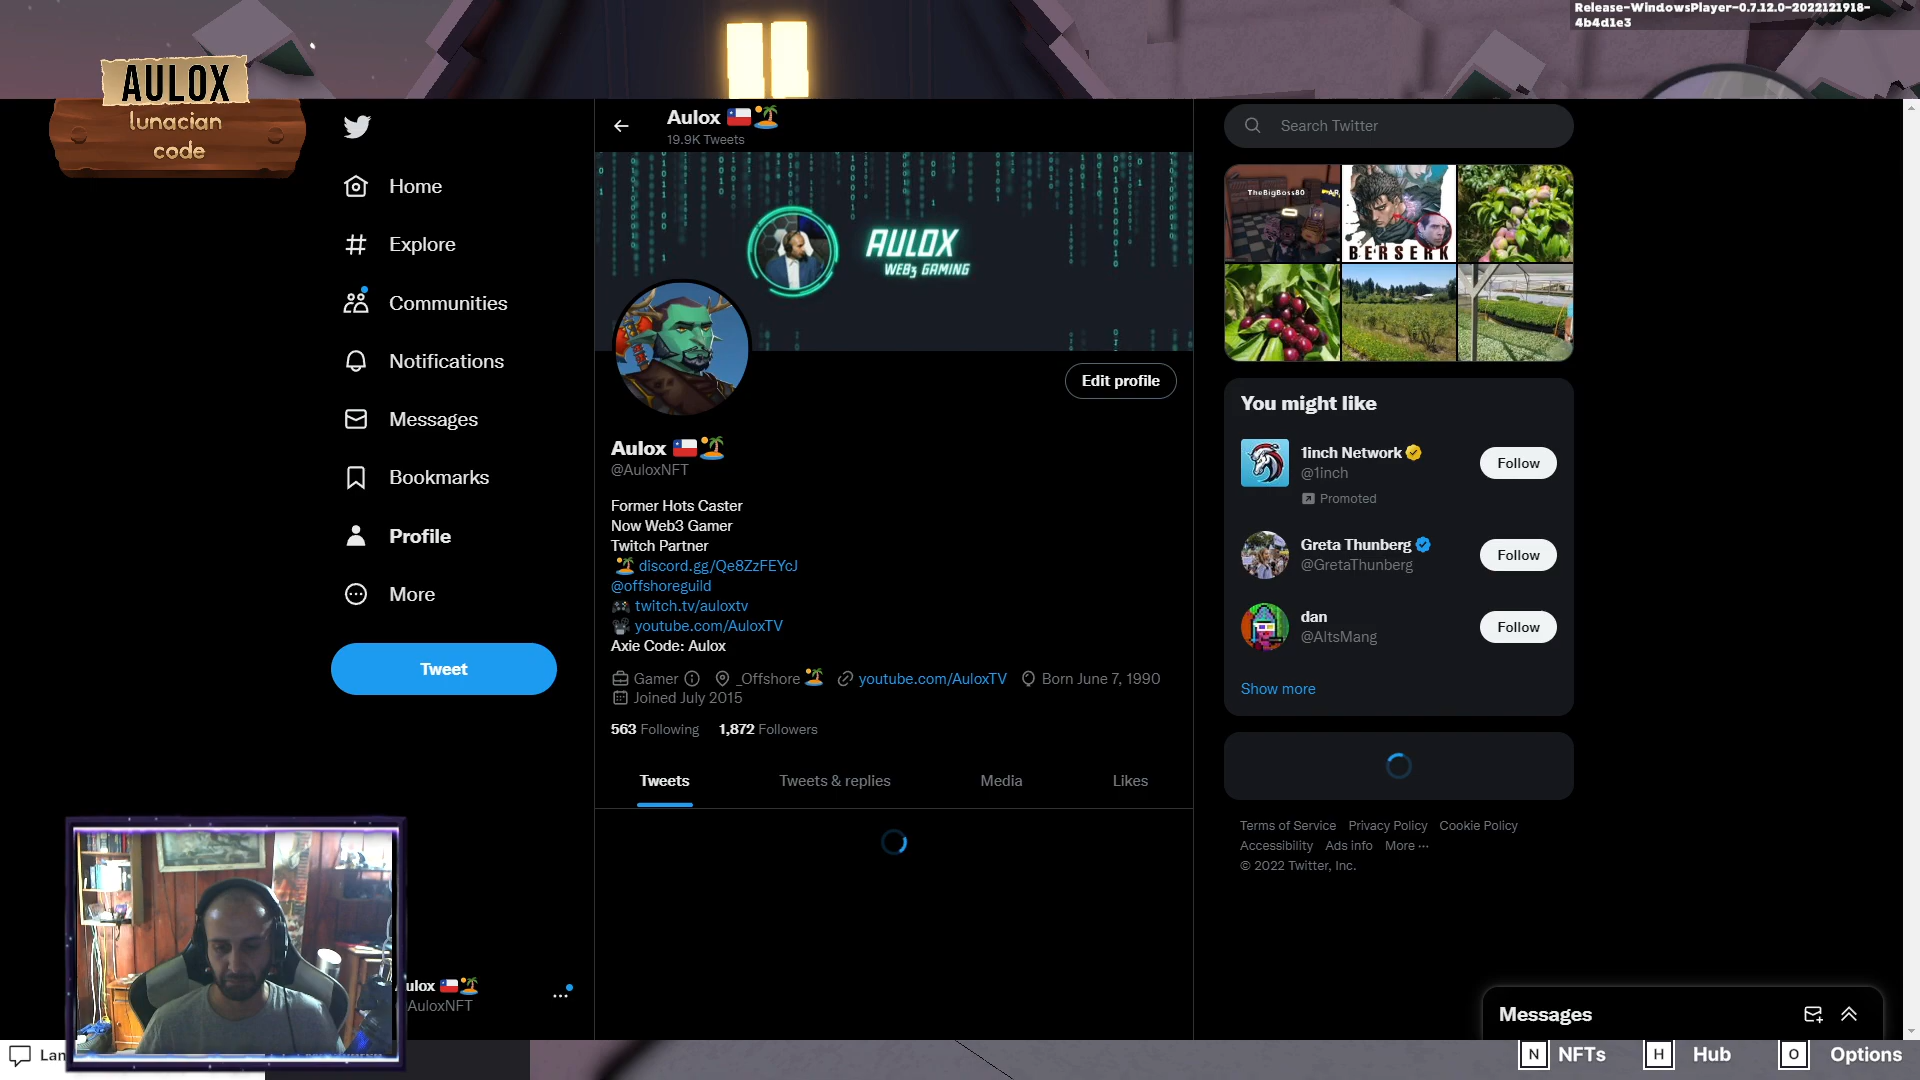 Release-WindowsPlayer-0.7.12.0-2022121918-
4b4d1e3
AULOX
lunacian
code
Home
Explore
Communities
Notifications
Messages
Bookmarks
Profile
More
Tweet
Aulox
19.9K Tweets
AULOX
WEB3 GAMING
Edit profile
Aulox
@AuloxNFT
Former Hots Caster
Now Web3 Gamer
Twitch Partner
discord.gg/Qe8ZzFEYcJ
@offshoreguild
twitch.tv/auloxtv
youtube.com/AuloxTV
Axie Code: Aulox
Gamer _Offshore youtube.com/AuloxTV Born June 7, 1990
Joined July 2015
563 Following 1,872 Followers
Tweets Tweets & replies Media Likes
Search Twitter
TheBigBoss80
BERSERK
You might like
1inch Network
@1inch
Promoted
Follow
Greta Thunberg
@GretaThunberg
Follow
dan
@AltsMang
Follow
Show more
Terms of Service Privacy Policy Cookie Policy
Accessibility Ads info More ...
© 2022 Twitter, Inc.
ulox
AuloxNFT
Messages
Lan
N NFTs H Hub O Options